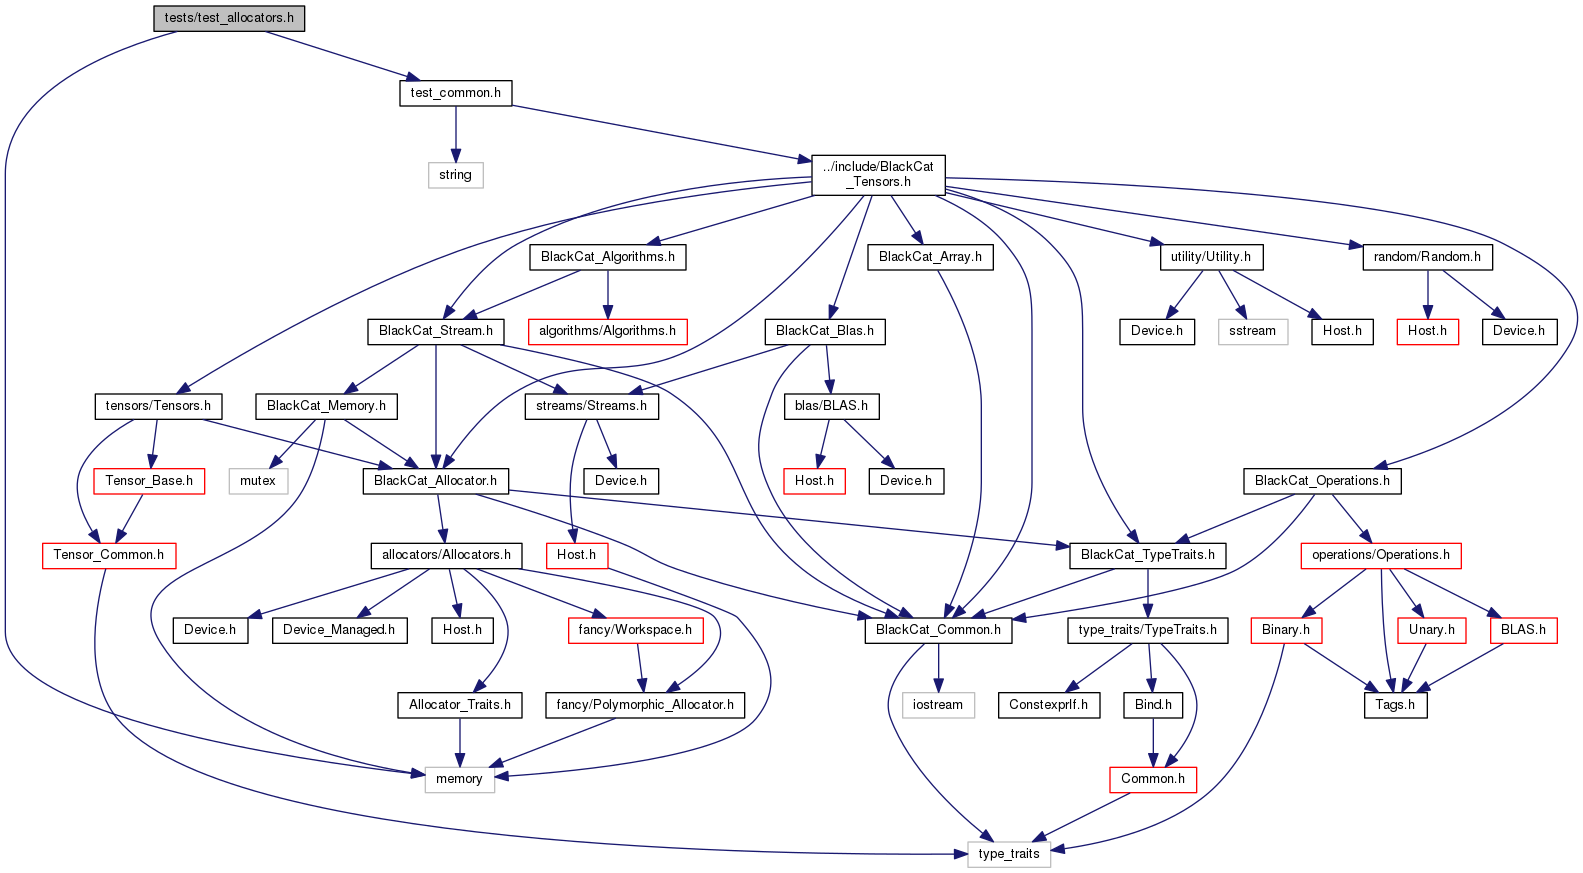 tests/test_allocators.h
test_common.h
string
../include/BlackCat
_Tensors.h
BlackCat_Algorithms.h
BlackCat_Array.h
utility/Utility.h
random/Random.h
BlackCat_Stream.h
algorithms/Algorithms.h
BlackCat_Blas.h
Device.h
sstream
Host.h
Host.h
Device.h
tensors/Tensors.h
BlackCat_Memory.h
streams/Streams.h
blas/BLAS.h
Tensor_Base.h
mutex
BlackCat_Allocator.h
Device.h
Host.h
Device.h
BlackCat_Operations.h
Tensor_Common.h
allocators/Allocators.h
Host.h
BlackCat_TypeTraits.h
operations/Operations.h
Device.h
Device_Managed.h
Host.h
fancy/Workspace.h
BlackCat_Common.h
type_traits/TypeTraits.h
Binary.h
Unary.h
BLAS.h
Allocator_Traits.h
fancy/Polymorphic_Allocator.h
iostream
ConstexprIf.h
Bind.h
Tags.h
memory
Common.h
type_traits